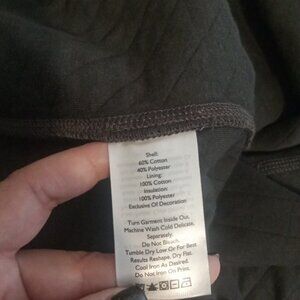 Shell:
60% Cotton
40% Polyester
Lining:
100% Cotton
Insulation:
100% Polyester
Exclusive Of Decoration
Turn Garment Inside Out.
Machine Wash Cold Delicate.
Separately.
Do Not Bleach.
Tumble Dry Low Or For Best
Results Reshape, Dry Flat.
Cool Iron As Desired.
Do Not Iron On Print.